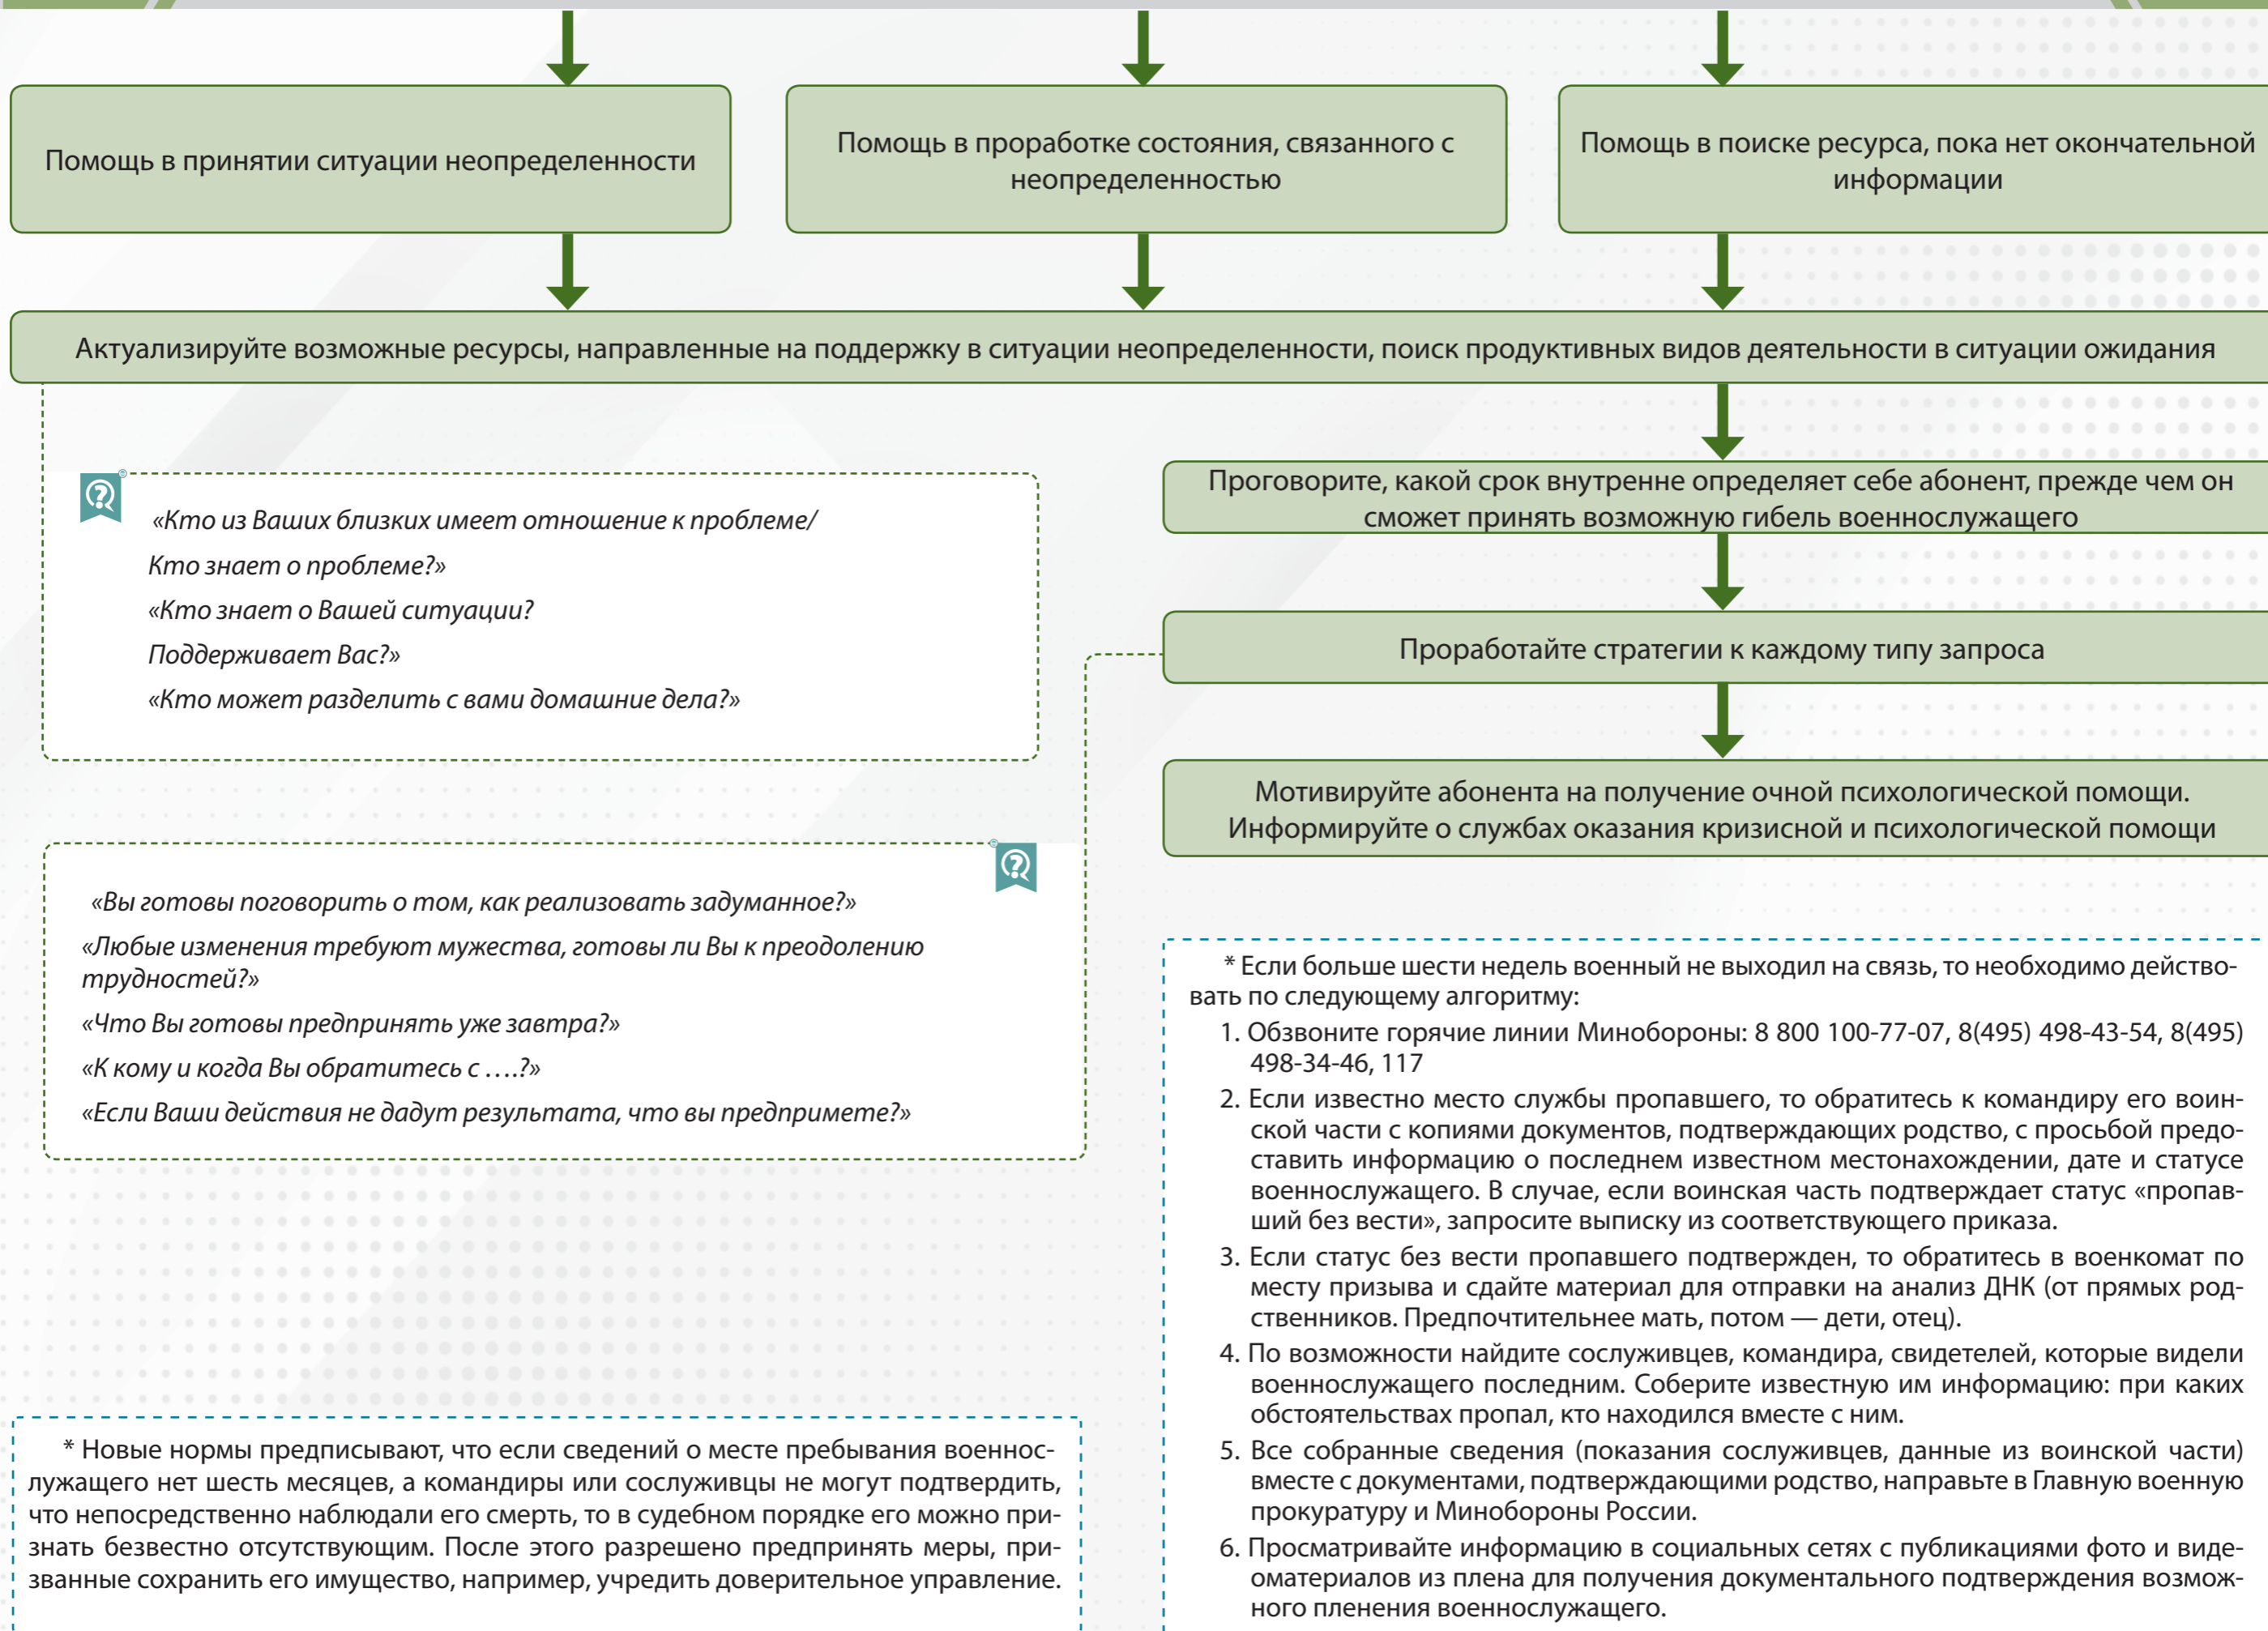 Помощь в принятии ситуации неопределенности
Помощь в проработке состояния, связанного с
неопределенностью
Помощь в поиске ресурса, пока нет окончательной
информации
Актуализируйте возможные ресурсы, направленные на поддержку в ситуации неопределенности, поиск продуктивных видов деятельности в ситуации ожидания
«Кто из Ваших близких имеет отношение к проблеме/
Кто знает о проблеме?»
«Кто знает о Вашей ситуации?
Поддерживает Вас?»
«Кто может разделить с вами домашние дела?»
Проговорите, какой срок внутренне определяет себе абонент, прежде чем он
сможет принять возможную гибель военнослужащего
Проработайте стратегии к каждому типу запроса
Мотивируйте абонента на получение очной психологической помощи.
Информируйте о службах оказания кризисной и психологической помощи
«Вы готовы поговорить о том, как реализовать задуманное?»
«Любые изменения требуют мужества, готовы ли Вы к преодолению
трудностей?»
«Что Вы готовы предпринять уже завтра?»
«К кому и когда Вы обратитесь с ….?»
«Если Ваши действия не дадут результата, что вы предпримете?»
* Новые нормы предписывают, что если сведений о месте пребывания военнос-
лужащего нет шесть месяцев, а командиры или сослуживцы не могут подтвердить,
что непосредственно наблюдали его смерть, то в судебном порядке его можно при-
знать безвестно отсутствующим. После этого разрешено предпринять меры, при-
званные сохранить его имущество, например, учредить доверительное управление.
* Если больше шести недель военный не выходил на связь, то необходимо действо-
вать по следующему алгоритму:
1. Обзвоните горячие линии Минобороны: 8 800 100-77-07, 8(495) 498-43-54, 8(495)
498-34-46, 117
2. Если известно место службы пропавшего, то обратитесь к командиру его воин-
ской части с копиями документов, подтверждающих родство, с просьбой предо-
ставить информацию о последнем известном местонахождении, дате и статусе
военнослужащего. В случае, если воинская часть подтверждает статус «пропав-
ший без вести», запросите выписку из соответствующего приказа.
3. Если статус без вести пропавшего подтвержден, то обратитесь в военкомат по
месту призыва и сдайте материал для отправки на анализ ДНК (от прямых род-
ственников. Предпочтительнее мать, потом — дети, отец).
4. По возможности найдите сослуживцев, командира, свидетелей, которые видели
военнослужащего последним. Соберите известную им информацию: при каких
обстоятельствах пропал, кто находился вместе с ним.
5. Все собранные сведения (показания сослуживцев, данные из воинской части)
вместе с документами, подтверждающими родство, направьте в Главную военную
прокуратуру и Минобороны России.
6. Просматривайте информацию в социальных сетях с публикациями фото и виде-
оматериалов из плена для получения документального подтверждения возмож-
ного пленения военнослужащего.